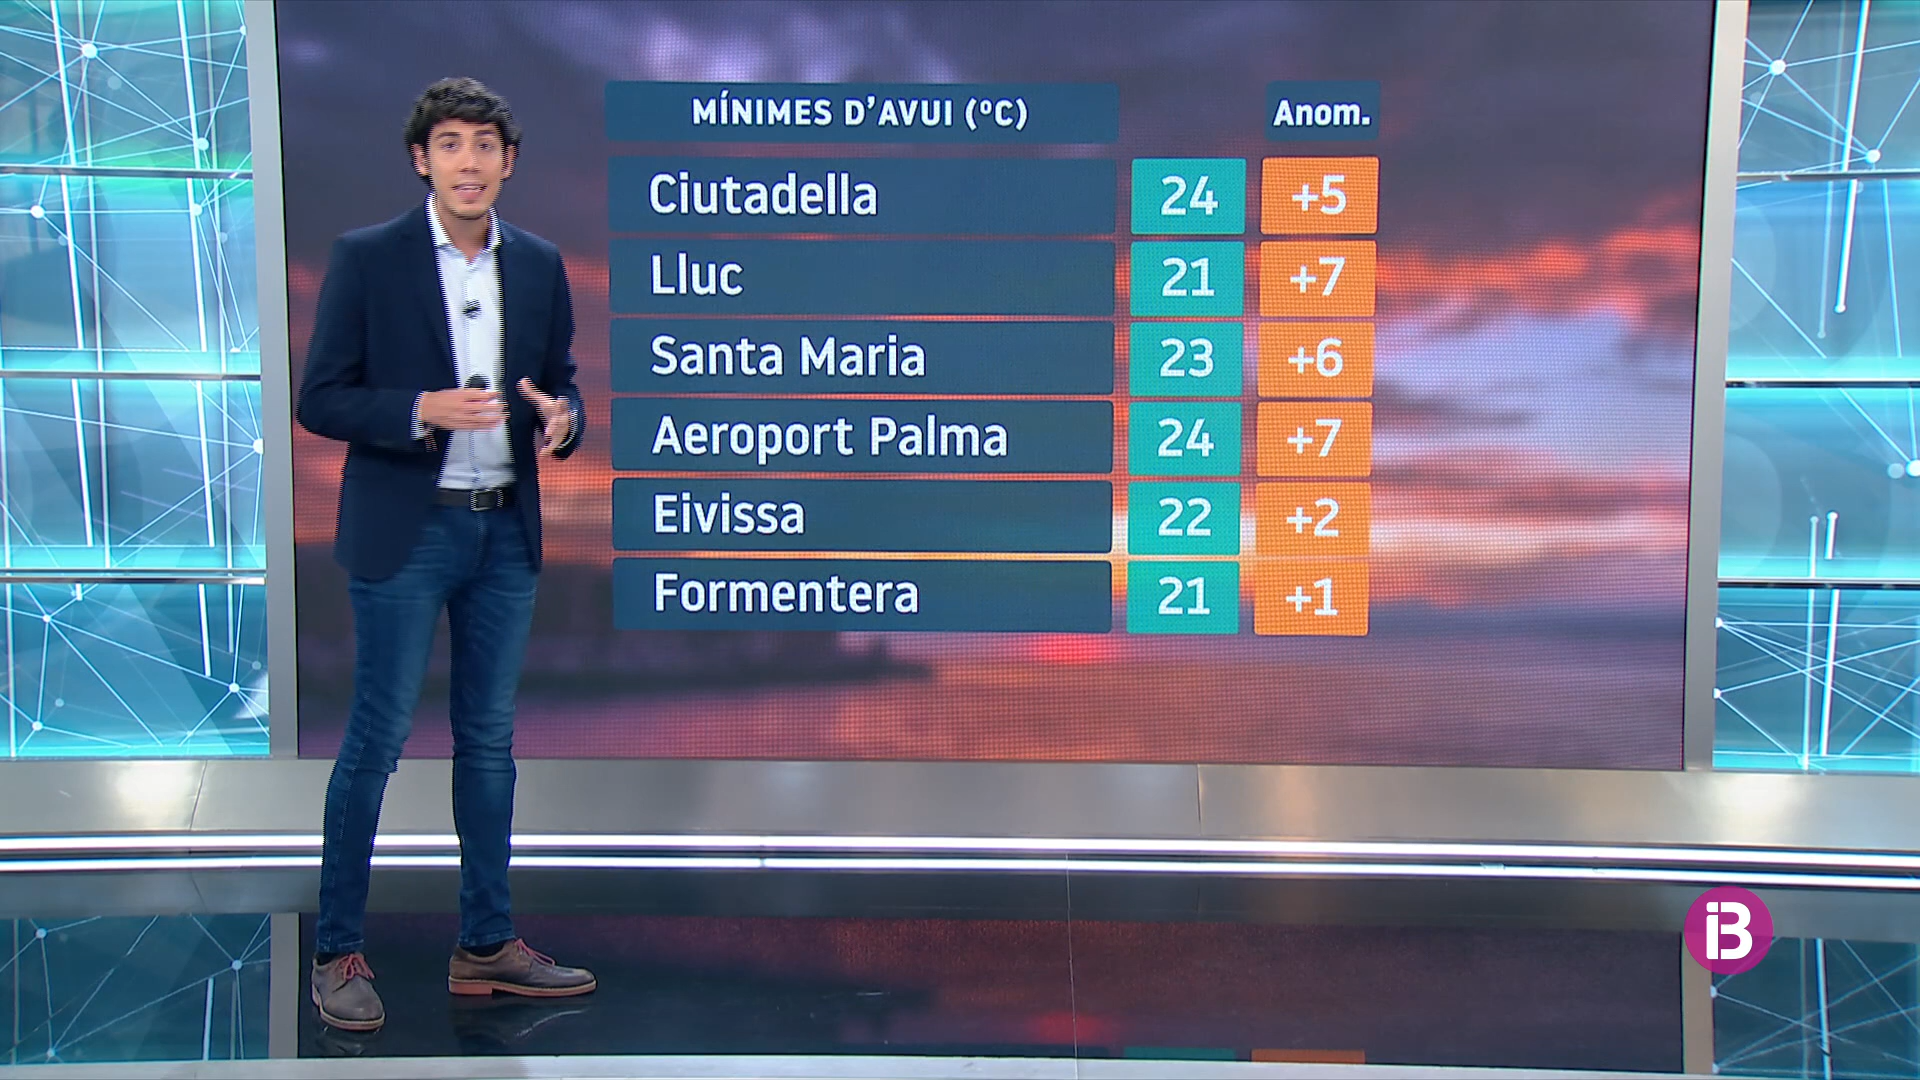 MÍNIMES D'AVUI (ºC) Anom.
Ciutadella 24 +5
Lluc 21 +7
Santa Maria 23 +6
Aeroport Palma 24 +7
Eivissa 22 +2
Formentera 21 +1
iB